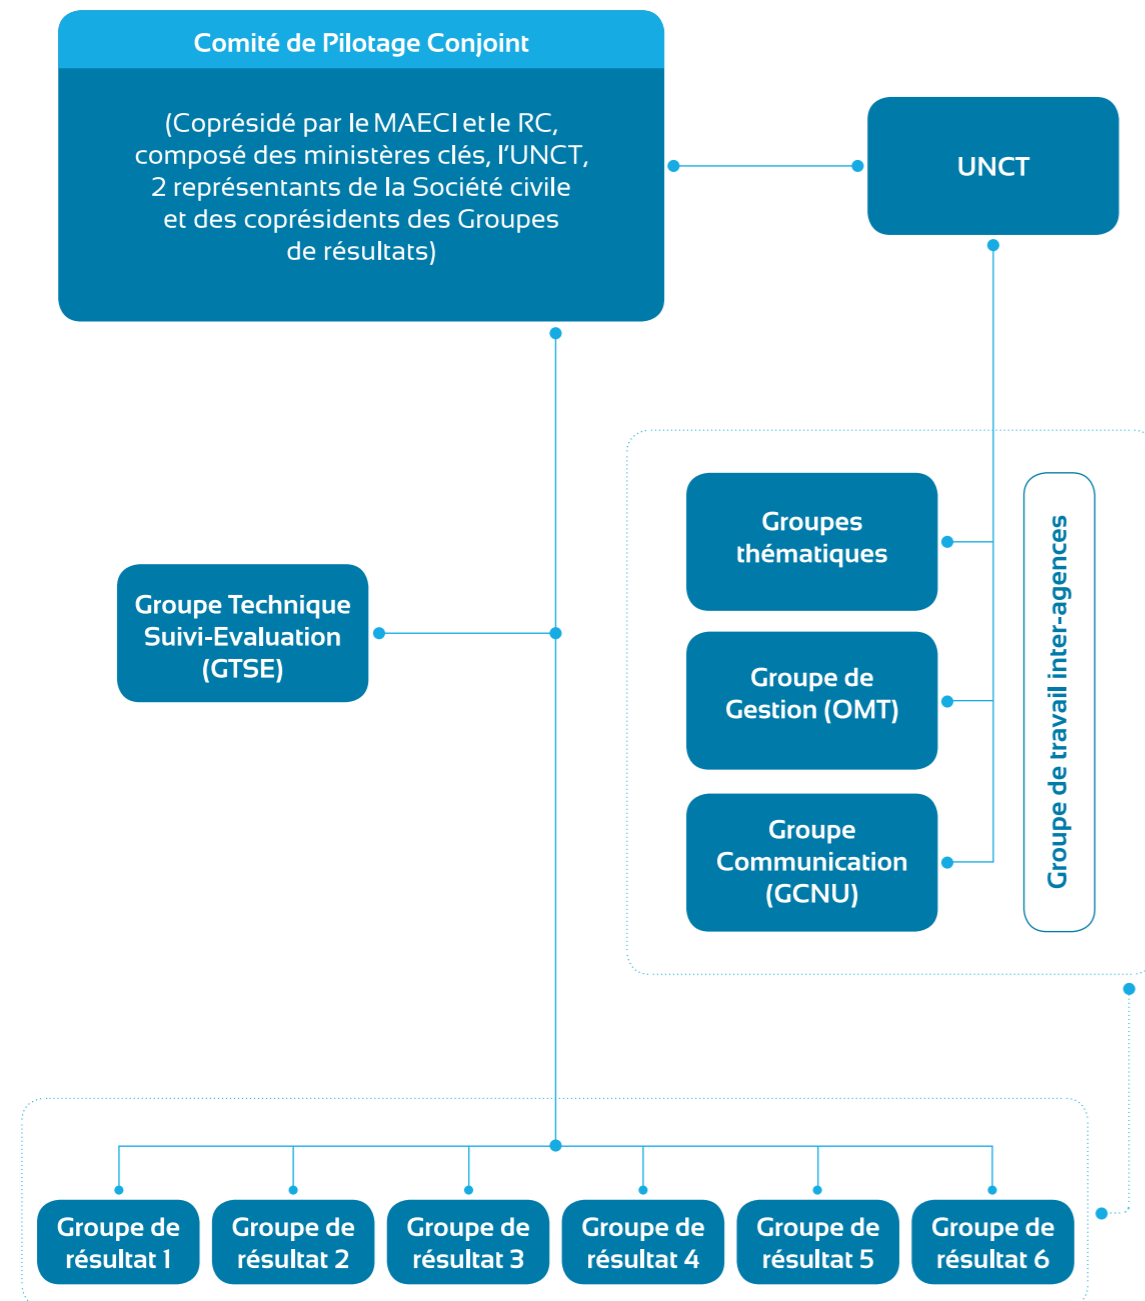 Comité de Pilotage Conjoint
(Coprésidé par le MAECI et le RC,
composé des ministères clés, l'UNCT,
2 représentants de la Société civile
et des coprésidents des Groupes
de résultats)
UNCT
Groupes
thématiques
Groupe de
Gestion (OMT)
Groupe
Communication
(GCNU)
Groupe de travail inter-agences
Groupe Technique
Suivi-Evaluation
(GTSE)
Groupe de
résultat 1
Groupe de
résultat 2
Groupe de
résultat 3
Groupe de
résultat 4
Groupe de
résultat 5
Groupe de
résultat 6